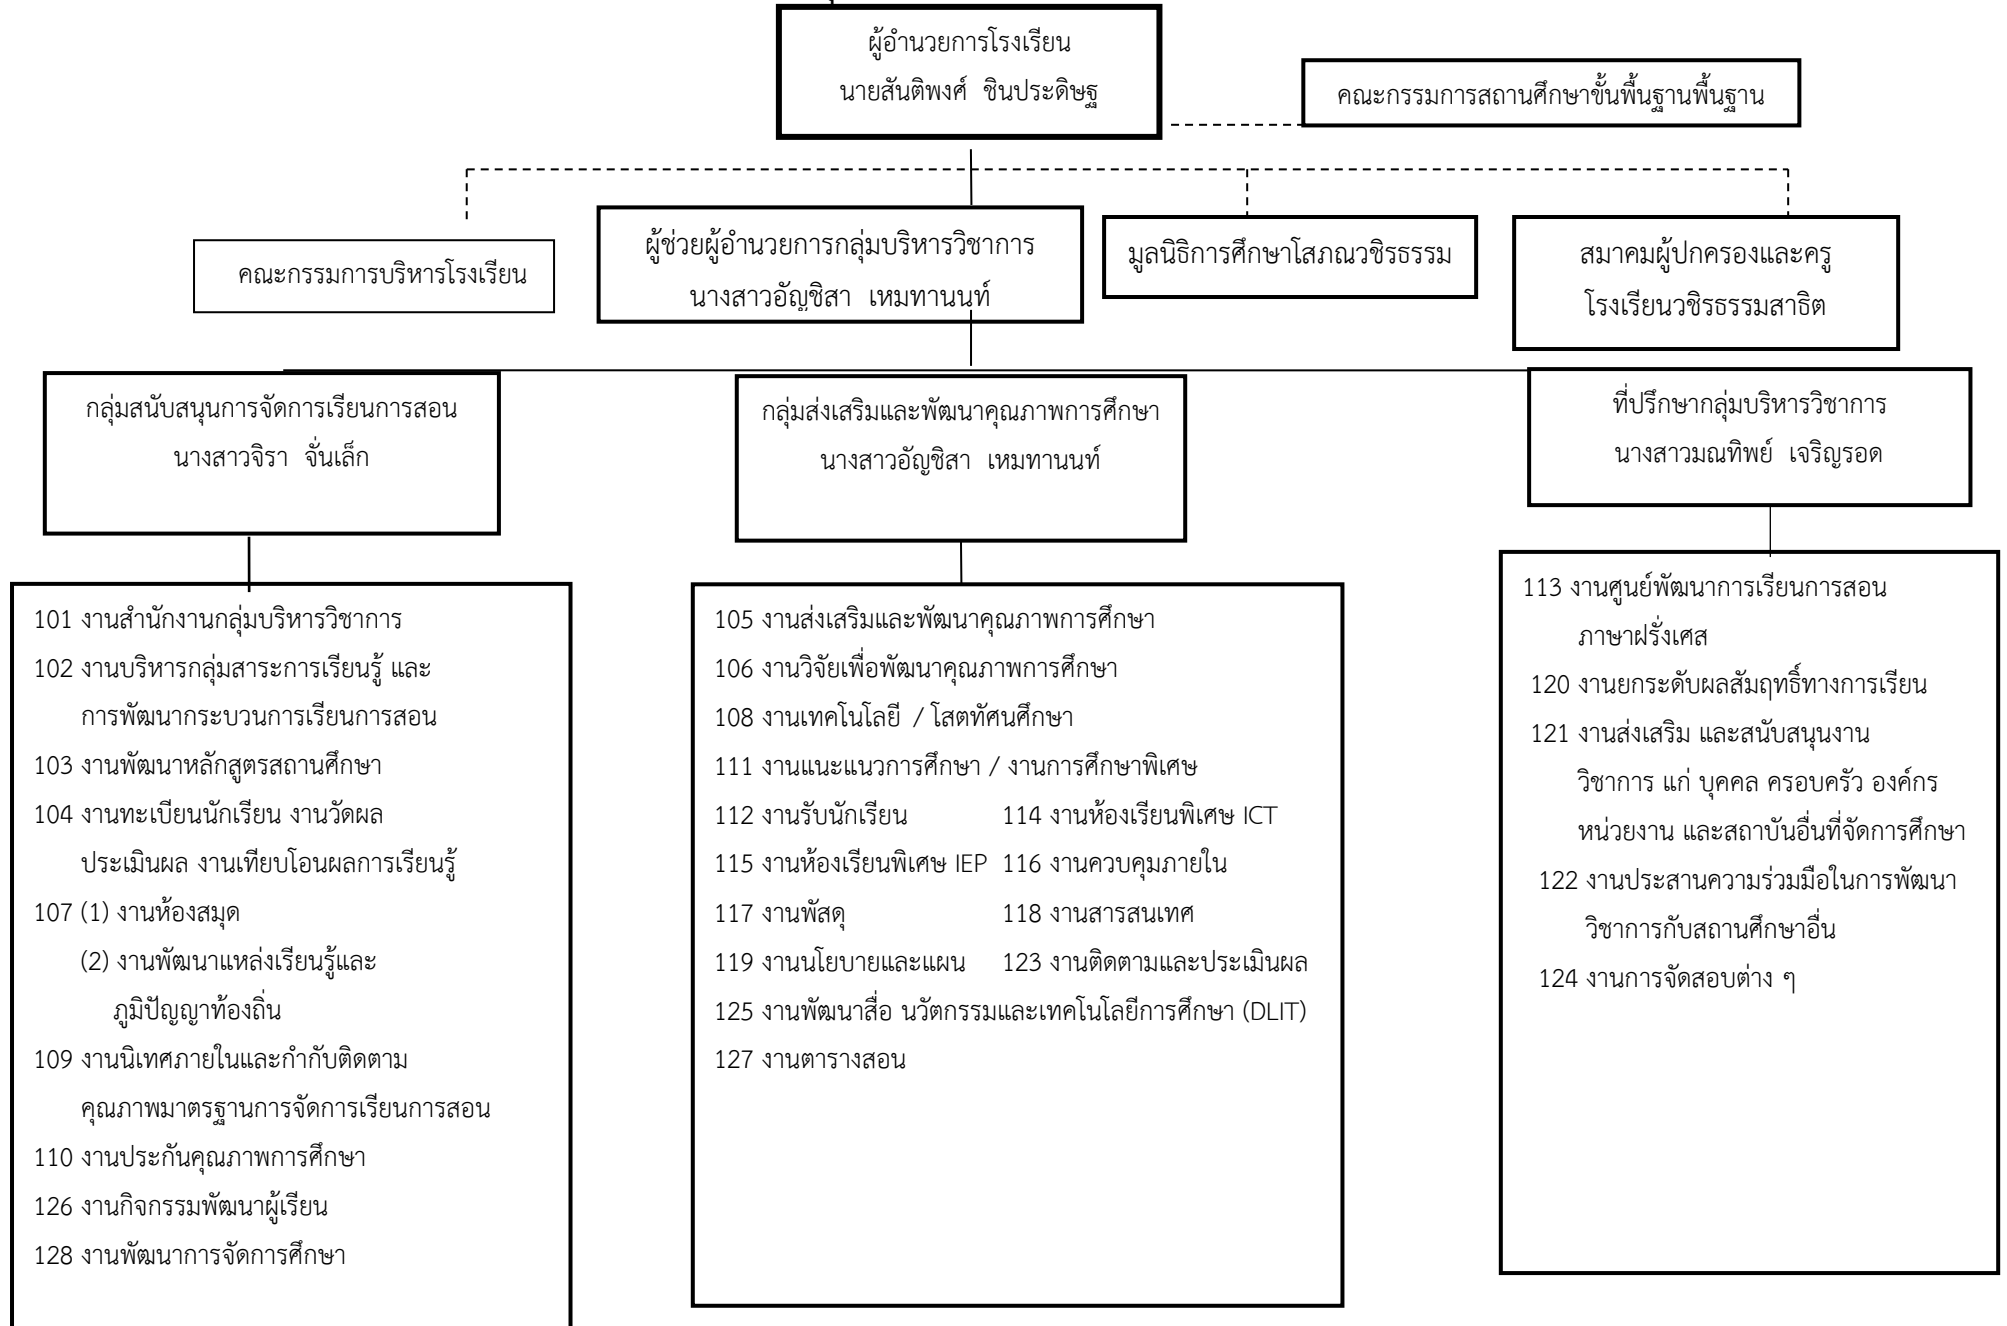 ผู้อำนวยการโรงเรียน
นายสันติพงศ์ ชินประดิษฐ
คณะกรรมการสถานศึกษาขั้นพื้นฐานพื้นฐาน
คณะกรรมการบริหารโรงเรียน
ผู้ช่วยผู้อำนวยการกลุ่มบริหารวิชาการ
นางสาวอัญชิสา เหมทานนท์
มูลนิธิการศึกษาโสภณวชิรธรรม
สมาคมผู้ปกครองและครู
โรงเรียนวชิรธรรมสาธิต
กลุ่มสนับสนุนการจัดการเรียนการสอน
นางสาวจิรา จั่นเล็ก
กลุ่มส่งเสริมและพัฒนาคุณภาพการศึกษา
นางสาวอัญชิสา เหมทานนท์
ที่ปรึกษากลุ่มบริหารวิชาการ
นางสาวมณทิพย์ เจริญรอด
101 งานสำนักงานกลุ่มบริหารวิชาการ
102 งานบริหารกลุ่มสาระการเรียนรู้ และ
การพัฒนากระบวนการเรียนการสอน
103 งานพัฒนาหลักสูตรสถานศึกษา
104 งานทะเบียนนักเรียน งานวัดผล
ประเมินผล งานเทียบโอนผลการเรียนรู้
107 (1) งานห้องสมุด
(2) งานพัฒนาแหล่งเรียนรู้และ
ภูมิปัญญาท้องถิ่น
109 งานนิเทศภายในและกำกับติดตาม
คุณภาพมาตรฐานการจัดการเรียนการสอน
110 งานประกันคุณภาพการศึกษา
126 งานกิจกรรมพัฒนาผู้เรียน
128 งานพัฒนาการจัดการศึกษา
105 งานส่งเสริมและพัฒนาคุณภาพการศึกษา
106 งานวิจัยเพื่อพัฒนาคุณภาพการศึกษา
108 งานเทคโนโลยี / โสตทัศนศึกษา
111 งานแนะแนวการศึกษา / งานการศึกษาพิเศษ
112 งานรับนักเรียน 114 งานห้องเรียนพิเศษ ICT
115 งานห้องเรียนพิเศษ IEP 116 งานควบคุมภายใน
117 งานพัสดุ 118 งานสารสนเทศ
119 งานนโยบายและแผน 123 งานติดตามและประเมินผล
125 งานพัฒนาสื่อ นวัตกรรมและเทคโนโลยีการศึกษา (DLIT)
127 งานตารางสอน
113 งานศูนย์พัฒนาการเรียนการสอน
ภาษาฝรั่งเศส
120 งานยกระดับผลสัมฤทธิ์ทางการเรียน
121 งานส่งเสริม และสนับสนุนงาน
วิชาการ แก่ บุคคล ครอบครัว องค์กร
หน่วยงาน และสถาบันอื่นที่จัดการศึกษา
122 งานประสานความร่วมมือในการพัฒนา
วิชาการกับสถานศึกษาอื่น
124 งานการจัดสอบต่าง ๆ